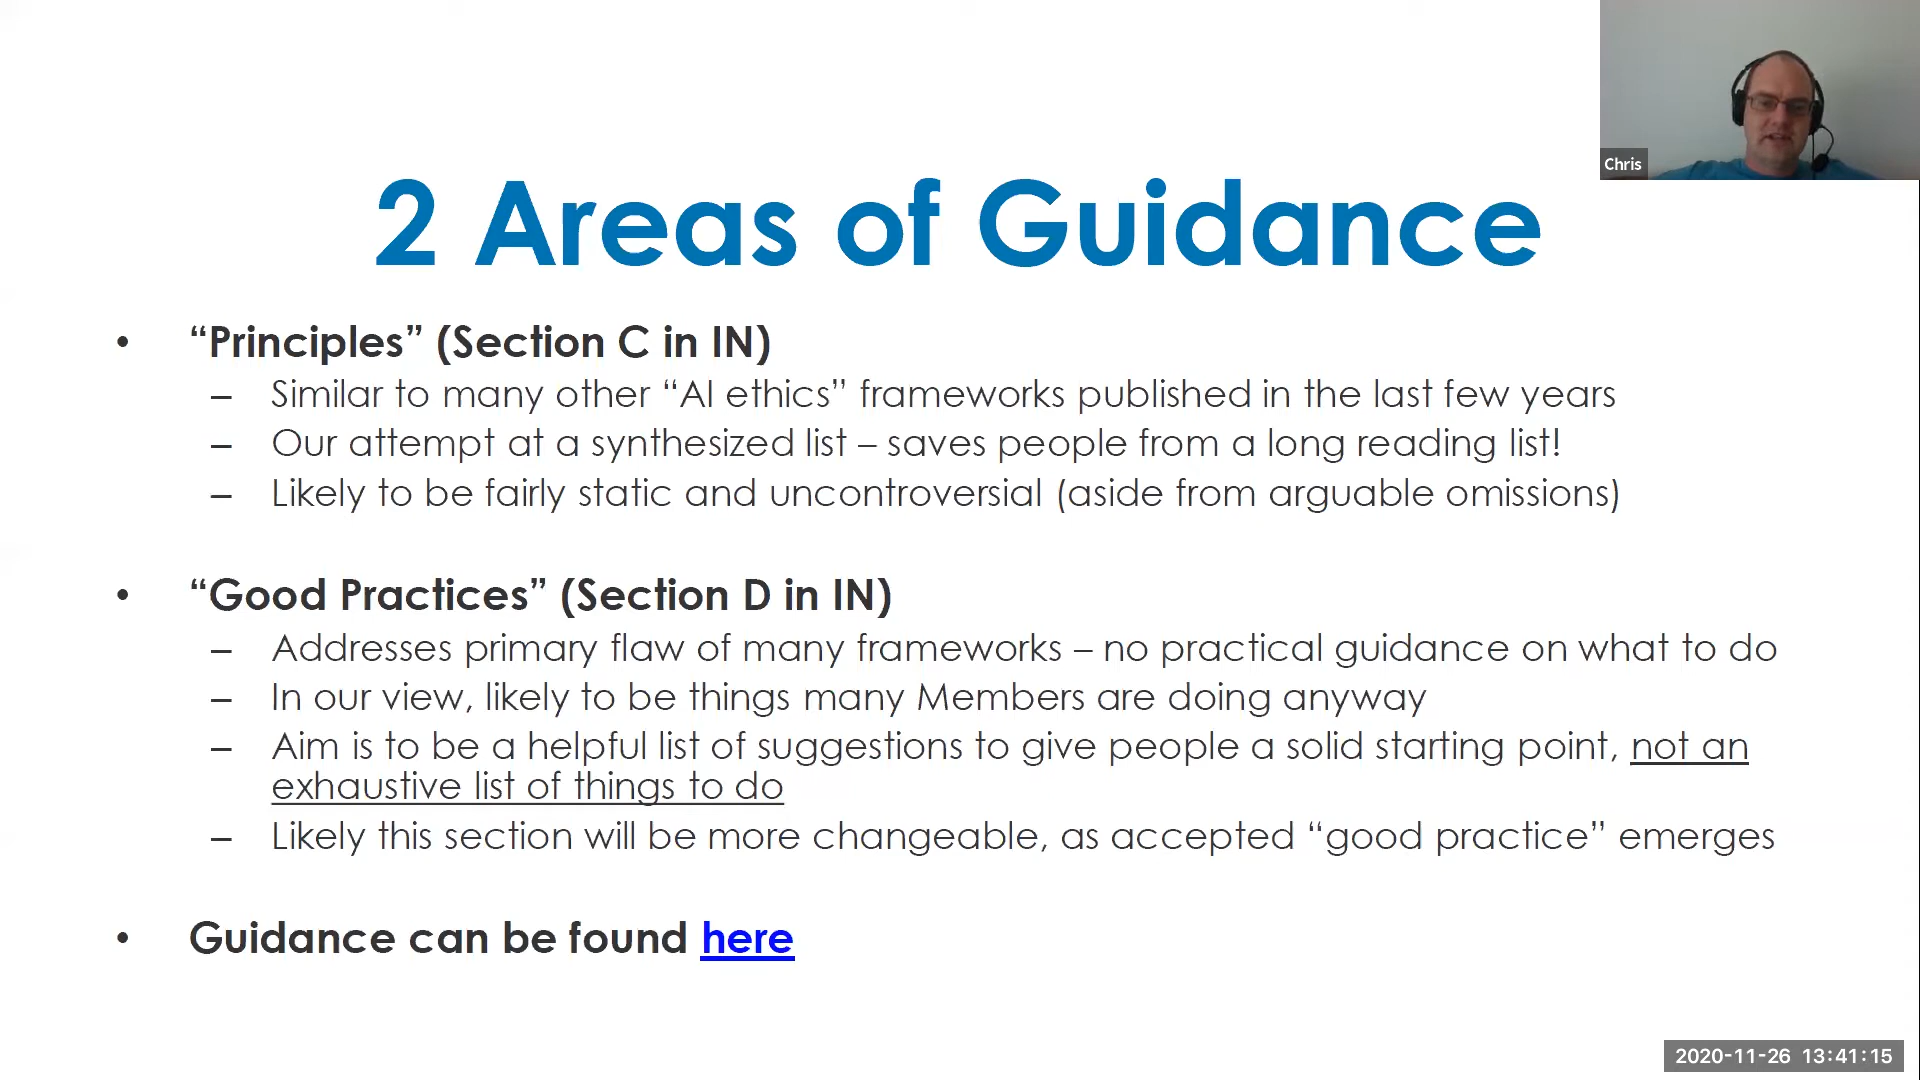 Chris
2 Areas of Guidance
• “Principles” (Section C in IN)
– Similar to many other “AI ethics” frameworks published in the last few years
– Our attempt at a synthesized list – saves people from a long reading list!
– Likely to be fairly static and uncontroversial (aside from arguable omissions)
• “Good Practices” (Section D in IN)
– Addresses primary flaw of many frameworks – no practical guidance on what to do
– In our view, likely to be things many Members are doing anyway
– Aim is to be a helpful list of suggestions to give people a solid starting point, not an
exhaustive list of things to do
– Likely this section will be more changeable, as accepted “good practice” emerges
• Guidance can be found here
2020-11-26 13:41:15